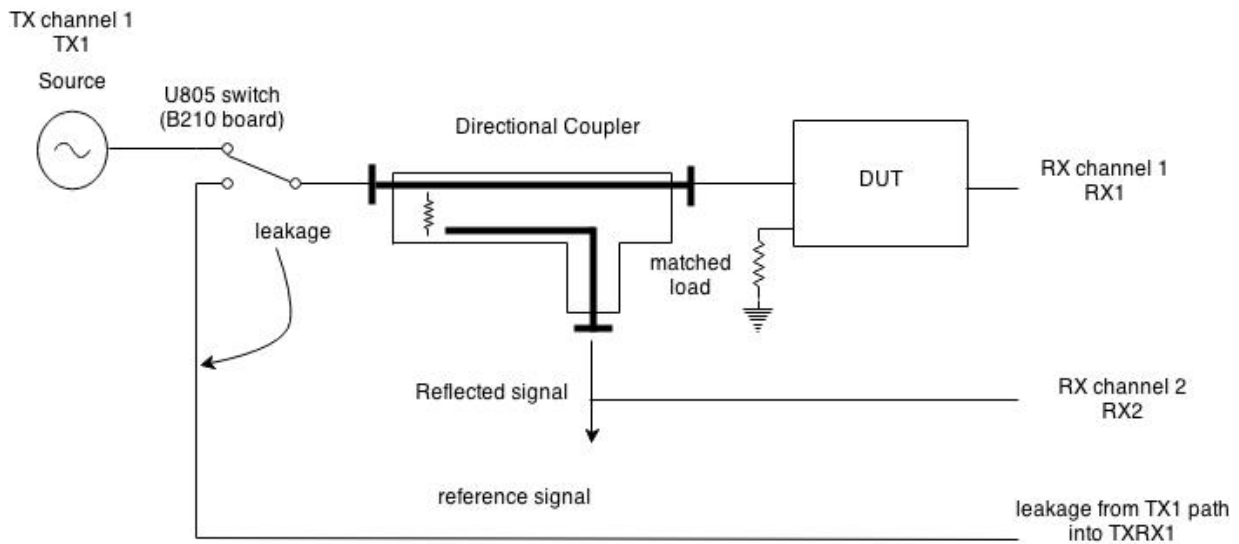 TX channel 1
TX1
Source
U805 switch
(B210 board)
Directional Coupler
DUT
RX channel 1
RX1
leakage
matched
load
Reflected signal
RX channel 2
RX2
reference signal
leakage from TX1 path
into TXRX1